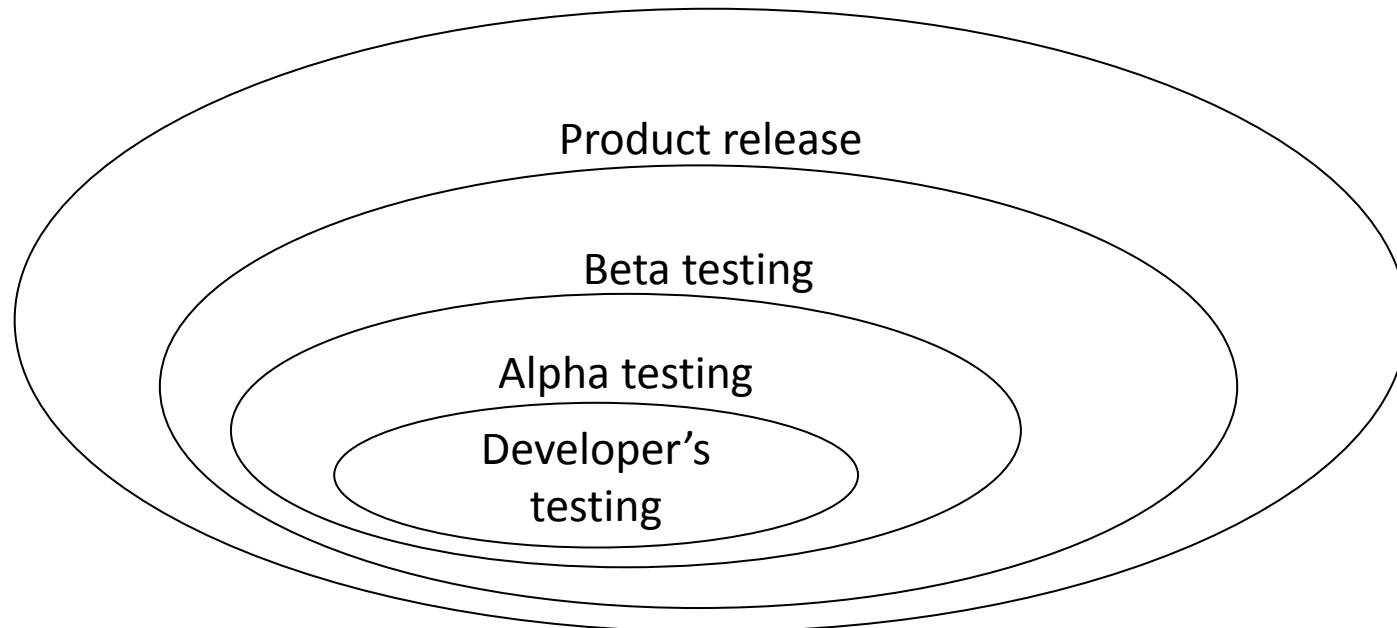 Product release
Beta testing
Alpha testing
Developer’s
testing